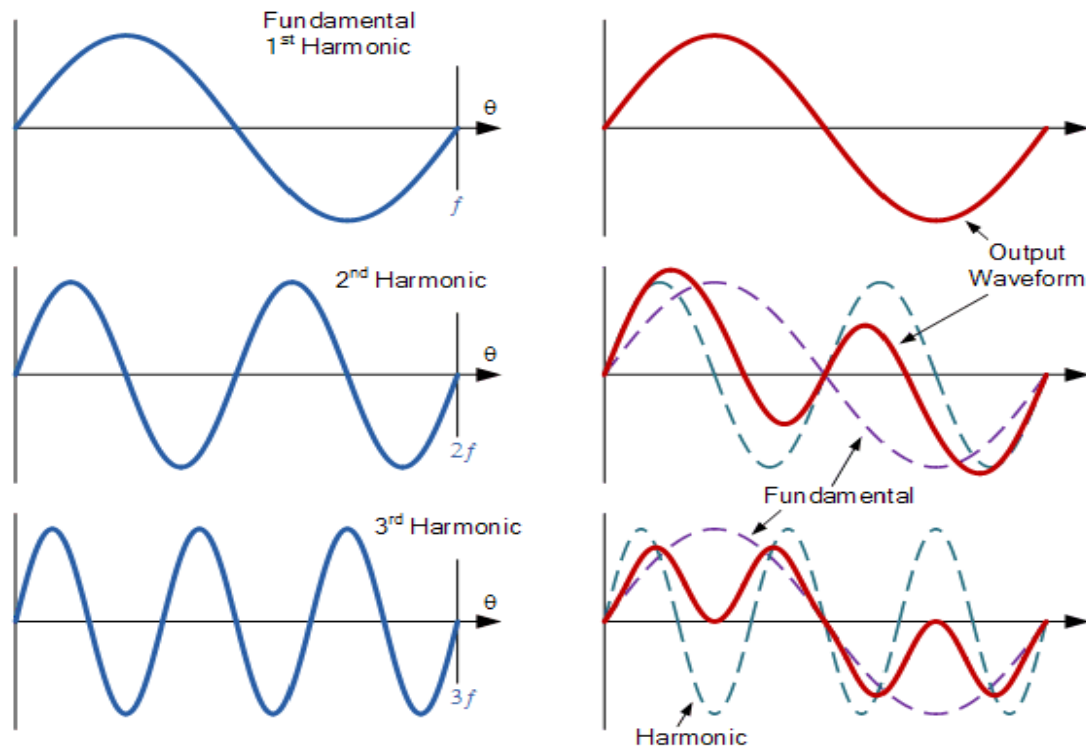 Fundamental
1st Harmonic
θ
f
Output
Waveform
2nd Harmonic
θ
2f
Fundamental
3rd Harmonic
θ
3f
Harmonic